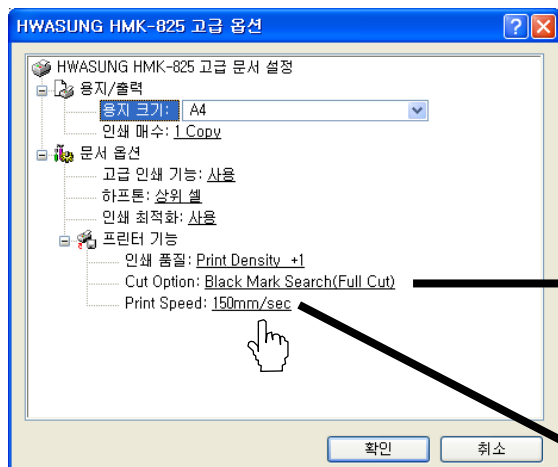 HWASUNG HMK-825 고급 옵션
HWASUNG HMK-825 고급 문서 설정
용지/출력
용지 크기: A4
인쇄 매수: 1 Copy
문서 옵션
고급 인쇄 기능: 사용
하프톤: 상위 셀
인쇄 최적화: 사용
프린터 기능
인쇄 품질: Print Density +1
Cut Option: Black Mark Search(Full Cut)
Print Speed: 150mm/sec
확인 취소